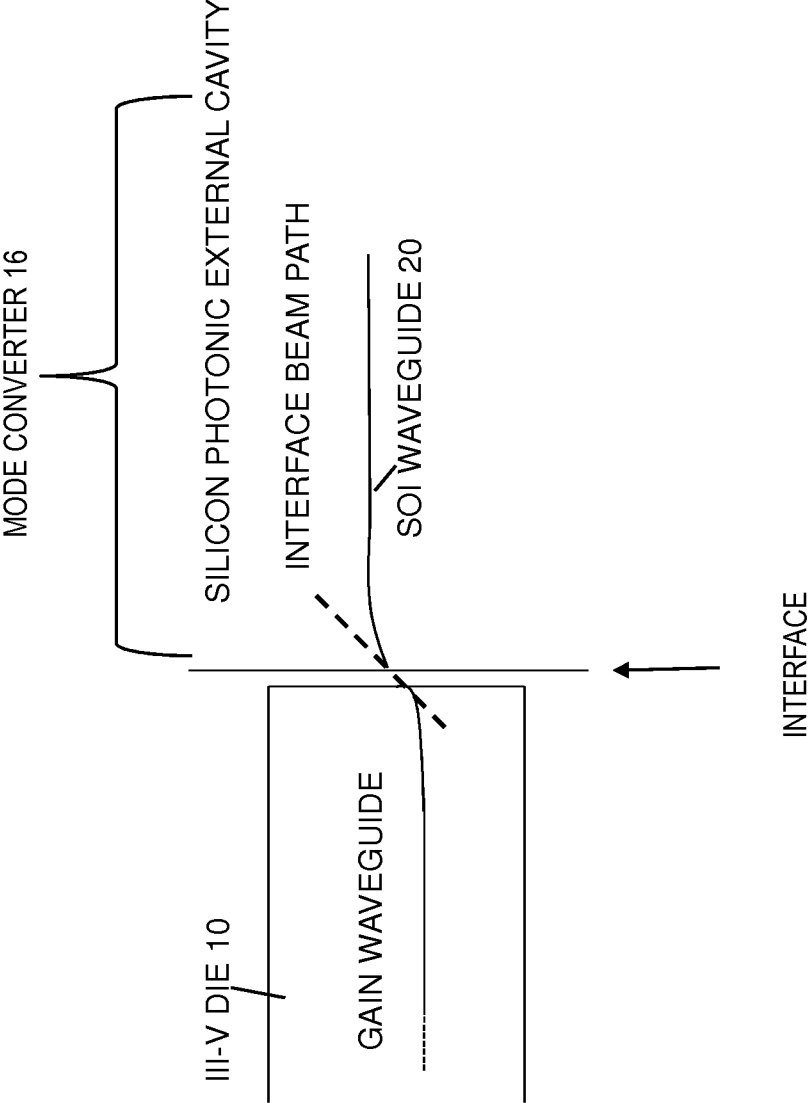 MODE CONVERTER 16
SILICON PHOTONIC EXTERNAL CAVITY
INTERFACE BEAM PATH
SOI WAVEGUIDE 20
III-V DIE 10
GAIN WAVEGUIDE
INTERFACE